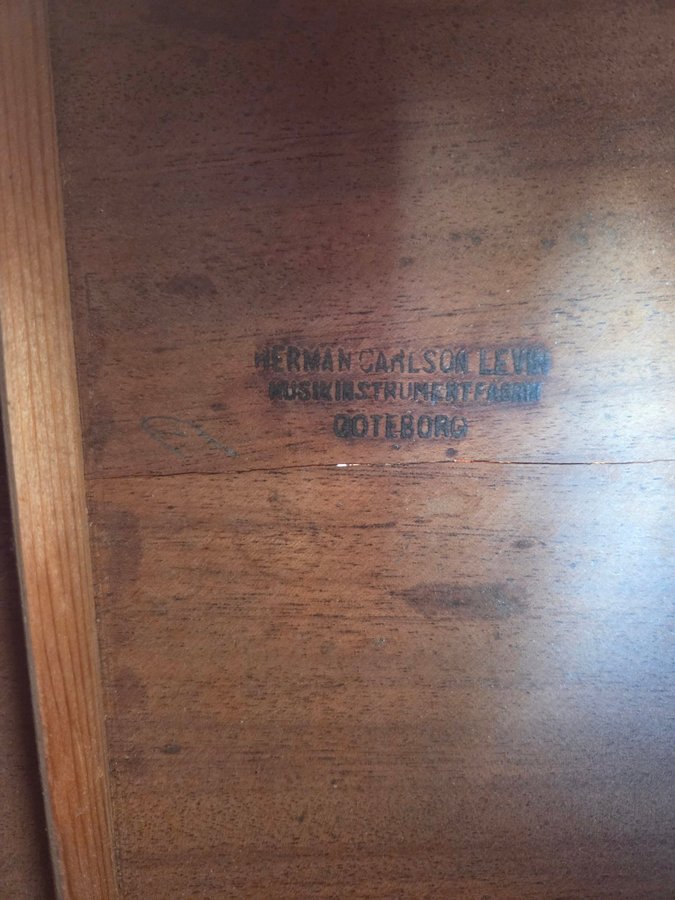 HERMAN CARLSON LEVIN
MUSIKINSTRUMENTFABRIK
GÖTEBORG